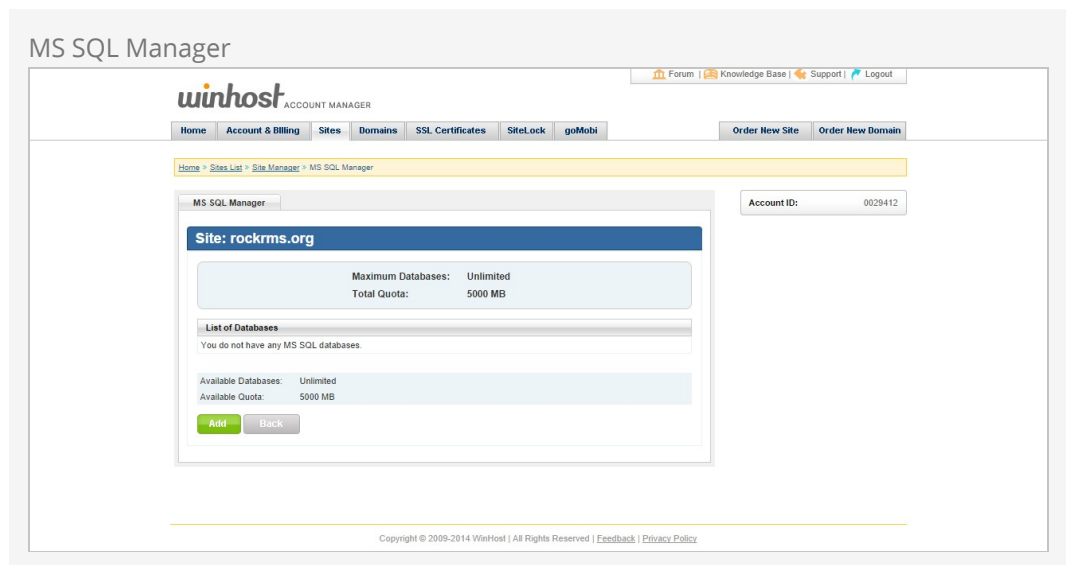 MS SQL Manager
Forum | Knowledge Base | Support | Logout
winhost ACCOUNT MANAGER
Home Account & Billing Sites Domains SSL Certificates SiteLock goMobi Order New Site Order New Domain
Home » Sites List » Site Manager » MS SQL Manager
MS SQL Manager
Account ID: 0029412
Site: rockrms.org
Maximum Databases: Unlimited
Total Quota: 5000 MB
List of Databases
You do not have any MS SQL databases.
Available Databases: Unlimited
Available Quota: 5000 MB
Add Back
Copyright © 2009-2014 WinHost | All Rights Reserved | Feedback | Privacy Policy